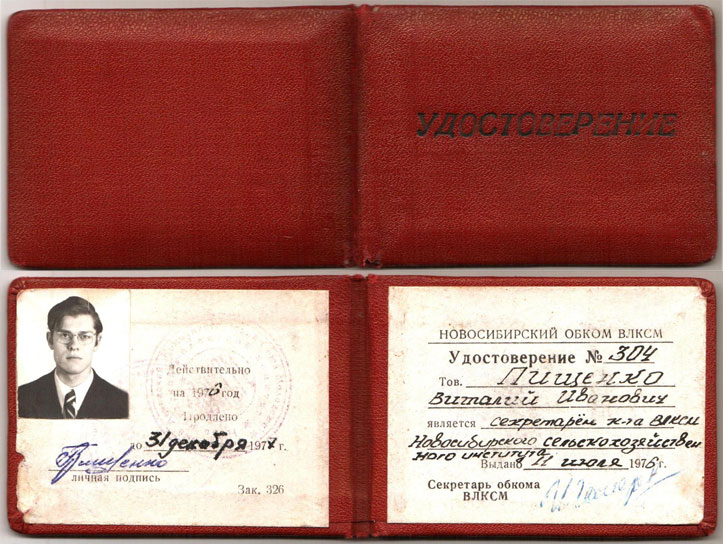 УДОСТОВЕРЕНИЕ
Действительно
на 1976 год
Продлено
до 31 декабря 1977 г.
Пищенко
личная подпись
Зак. 326
НОВОСИБИРСКИЙ ОБКОМ ВЛКСМ
Удостоверение № 304
Тов. Пищенко
Виталий Иванович
является секретарём к-та ВЛКСМ
Новосибирского сельскохозяйствен
ного института
Выдано 11 июля 1976 г.
Секретарь обкома
ВЛКСМ